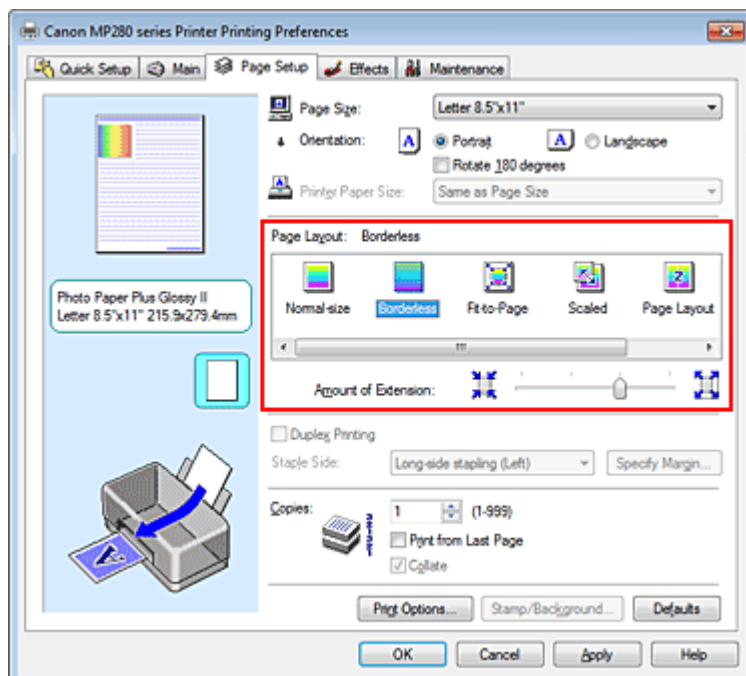 Canon MP280 series Printer Printing Preferences
Quick Setup Main Page Setup Effects Maintenance
Page Size: Letter 8.5"x11"
Orientation: A Portrait A Landscape
Rotate 180 degrees
Printer Paper Size: Same as Page Size
Page Layout: Borderless
Normal-size Borderless Fit-to-Page Scaled Page Layout
Amount of Extension:
Photo Paper Plus Glossy II
Letter 8.5"x11" 215.9x279.4mm
Duplex Printing
Staple Side: Long-side stapling (Left) Specify Margin...
Copies: 1 (1-999)
Print from Last Page
Collate
Print Options... Stamp/Background... Defaults
OK Cancel Apply Help